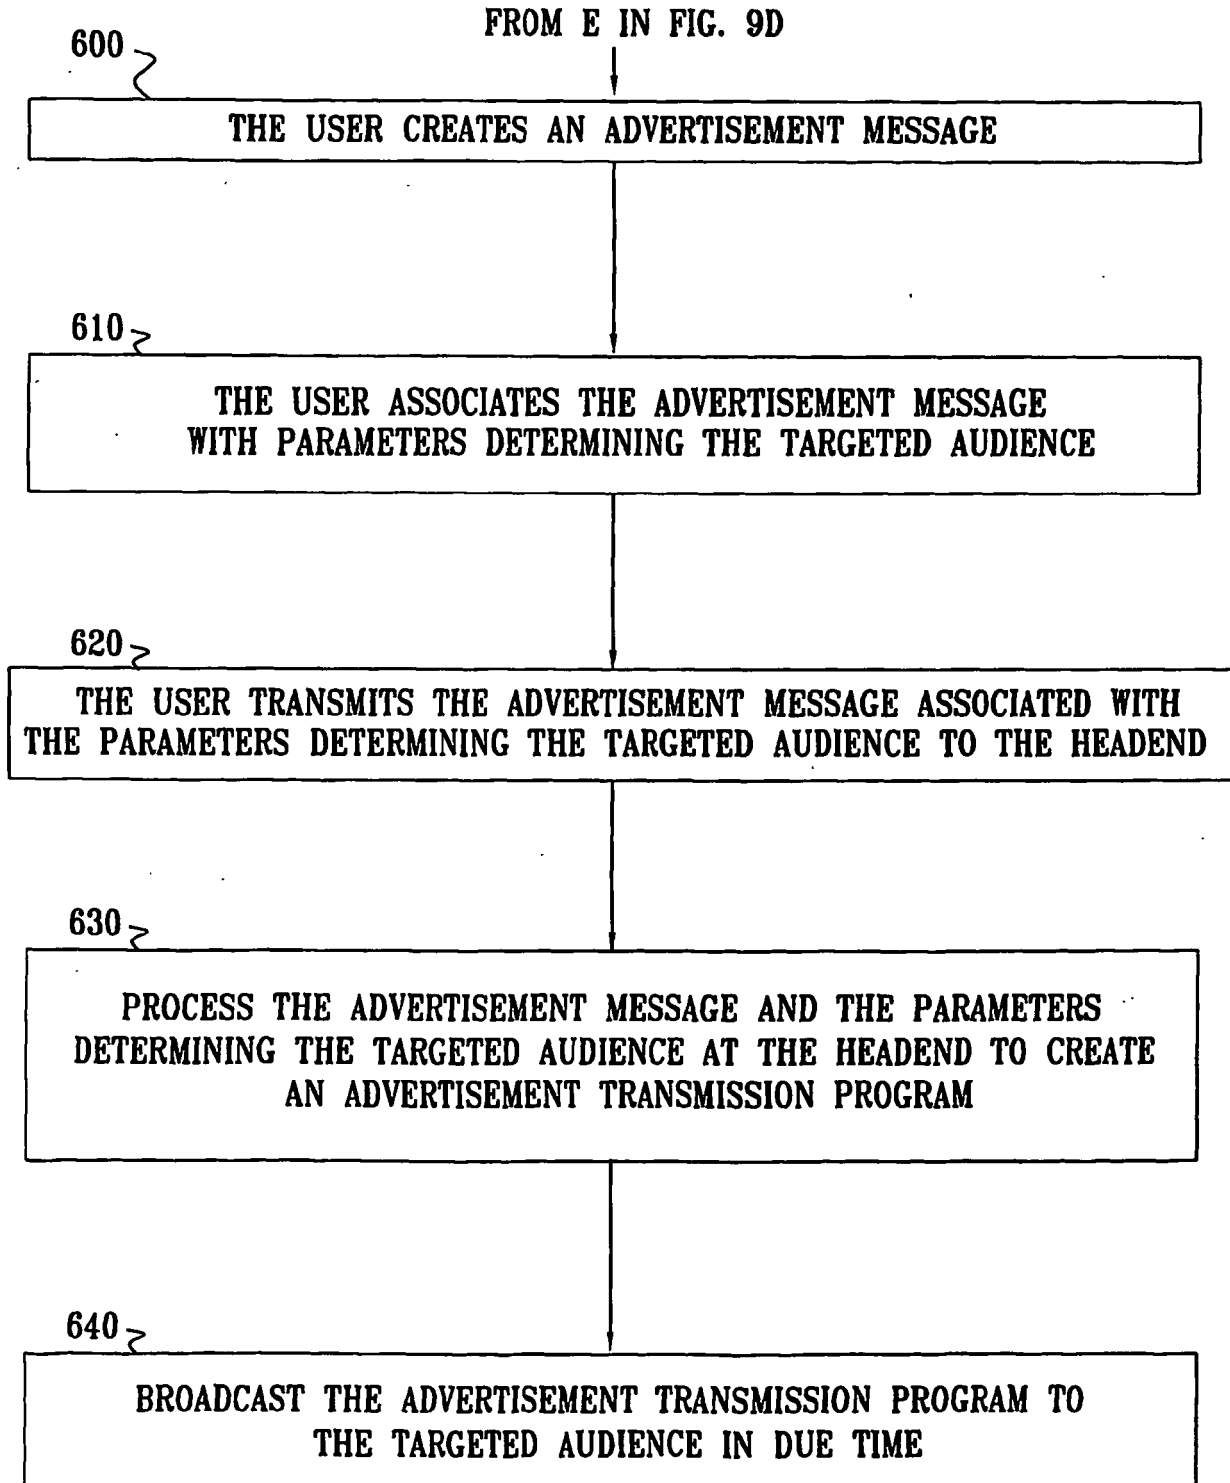 FROM E IN FIG. 9D
600
THE USER CREATES AN ADVERTISEMENT MESSAGE
610
THE USER ASSOCIATES THE ADVERTISEMENT MESSAGE
WITH PARAMETERS DETERMINING THE TARGETED AUDIENCE
620
THE USER TRANSMITS THE ADVERTISEMENT MESSAGE ASSOCIATED WITH
THE PARAMETERS DETERMINING THE TARGETED AUDIENCE TO THE HEADEND
630
PROCESS THE ADVERTISEMENT MESSAGE AND THE PARAMETERS
DETERMINING THE TARGETED AUDIENCE AT THE HEADEND TO CREATE
AN ADVERTISEMENT TRANSMISSION PROGRAM
640
BROADCAST THE ADVERTISEMENT TRANSMISSION PROGRAM TO
THE TARGETED AUDIENCE IN DUE TIME